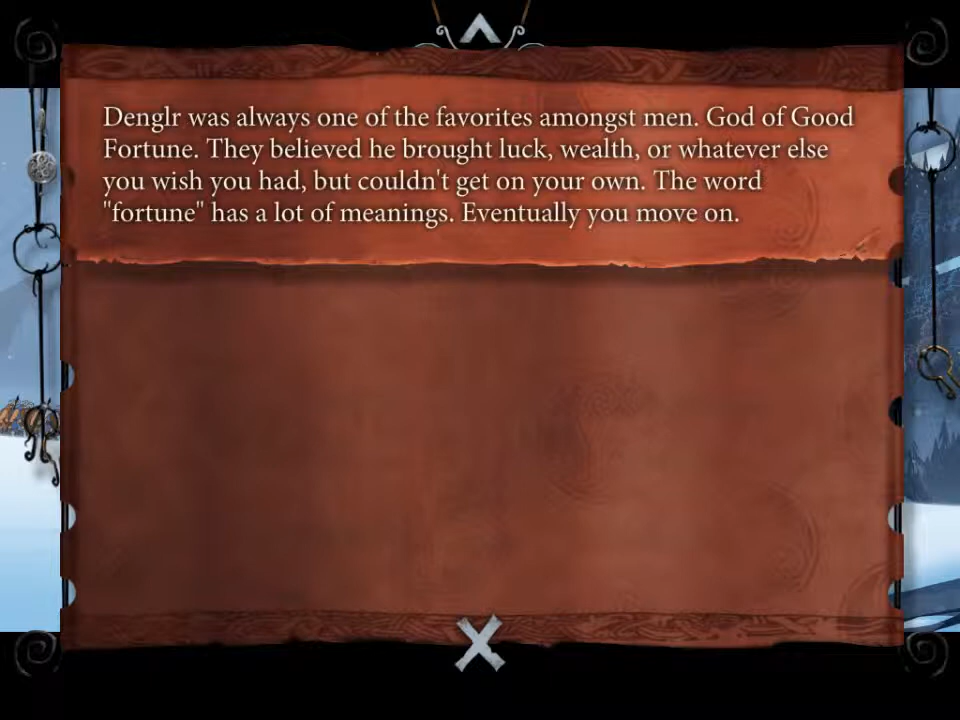 Denglr was always one of the favorites amongst men. God of Good
Fortune. They believed he brought luck, wealth, or whatever else
you wish you had, but couldn't get on your own. The word
"fortune" has a lot of meanings. Eventually you move on.